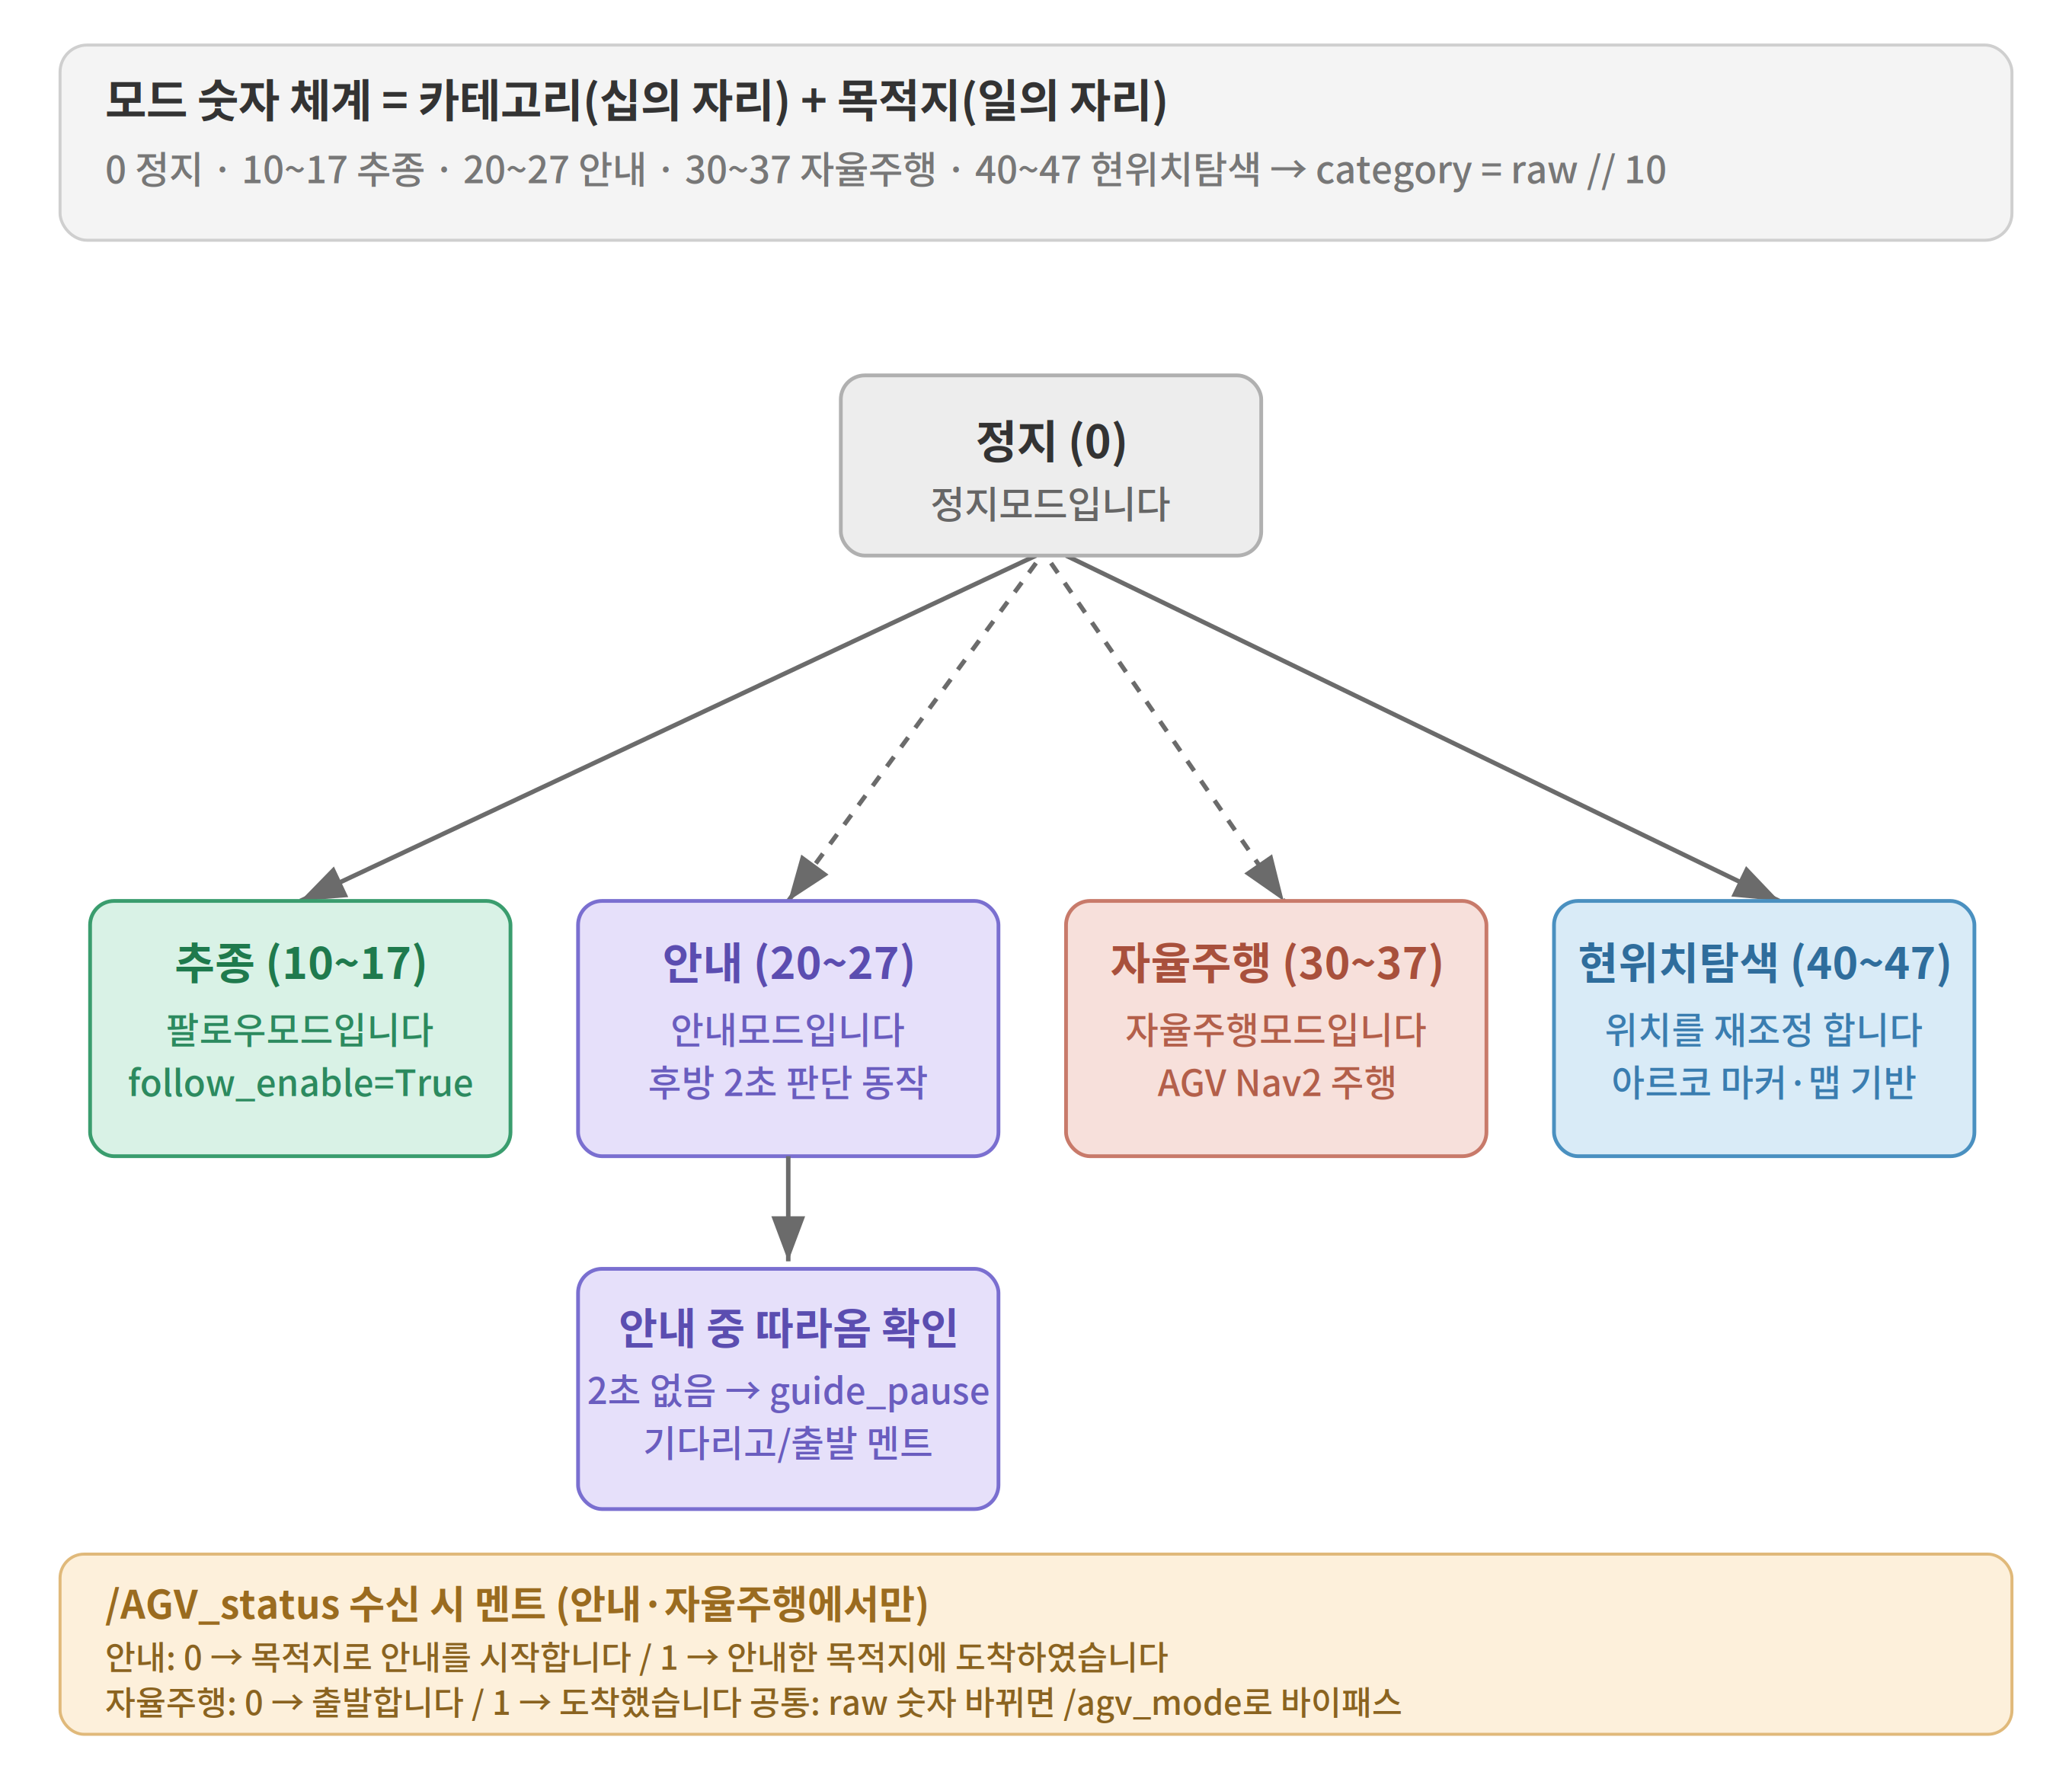 모드 숫자 체계 = 카테고리(십의 자리) + 목적지(일의 자리)
0 정지 · 10~17 추종 · 20~27 안내 · 30~37 자율주행 · 40~47 현위치탐색 → category = raw // 10
정지 (0)
정지모드입니다
추종 (10~17)
팔로우모드입니다
follow_enable=True
안내 (20~27)
안내모드입니다
후방 2초 판단 동작
자율주행 (30~37)
자율주행모드입니다
AGV Nav2 주행
현위치탐색 (40~47)
위치를 재조정 합니다
아르코 마커·맵 기반
안내 중 따라옴 확인
2초 없음 → guide_pause
기다리고/출발 멘트
/AGV_status 수신 시 멘트 (안내·자율주행에서만)
안내: 0 → 목적지로 안내를 시작합니다 / 1 → 안내한 목적지에 도착하였습니다
자율주행: 0 → 출발합니다 / 1 → 도착했습니다 공통: raw 숫자 바뀌면 /agv_mode로 바이패스